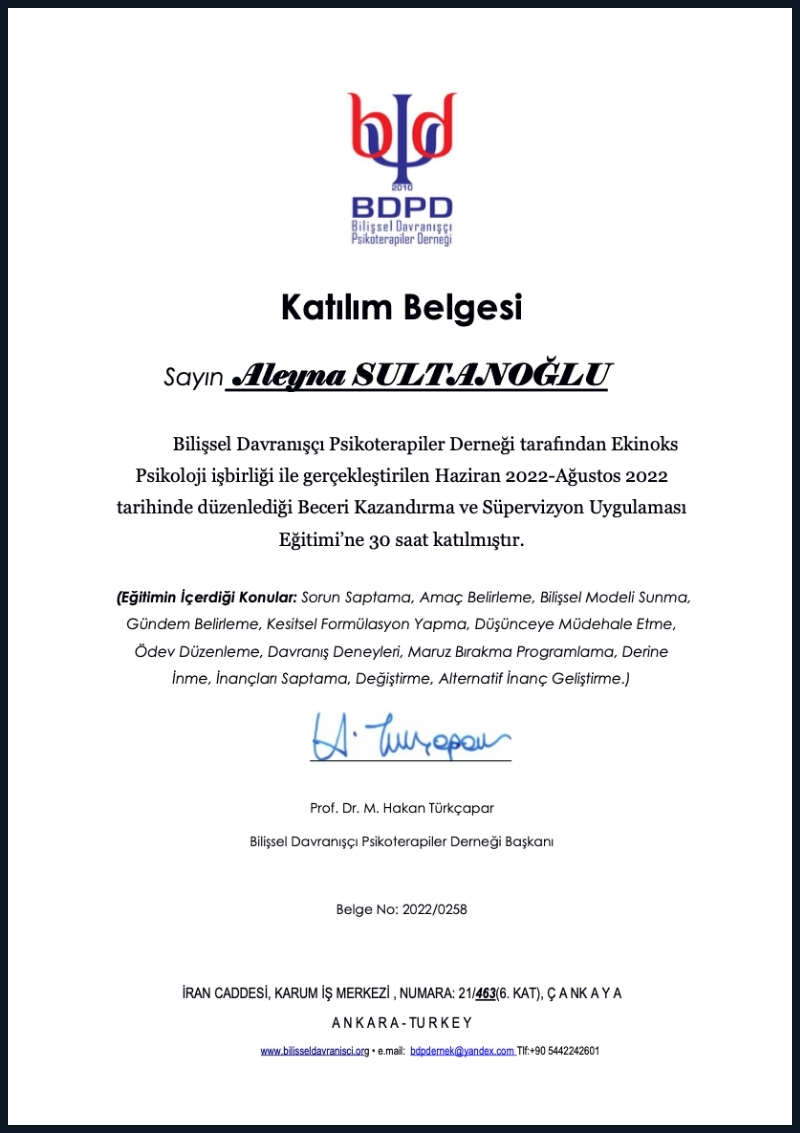 bψd
2010
BDPD
Bilişsel Davranışçı
Psikoterapiler Derneği
Katılım Belgesi
Sayın Aleyna SULTANOĞLU
Bilişsel Davranışçı Psikoterapiler Derneği tarafından Ekinoks
Psikoloji işbirliği ile gerçekleştirilen Haziran 2022-Ağustos 2022
tarihinde düzenlediği Beceri Kazandırma ve Süpervizyon Uygulaması
Eğitimi’ne 30 saat katılmıştır.
(Eğitimin İçerdiği Konular: Sorun Saptama, Amaç Belirleme, Bilişsel Modeli Sunma,
Gündem Belirleme, Kesitsel Formülasyon Yapma, Düşünceye Müdehale Etme,
Ödev Düzenleme, Davranış Deneyleri, Maruz Bırakma Programlama, Derine
İnme, İnançları Saptama, Değiştirme, Alternatif İnanç Geliştirme.)
H. Türkçapar
Prof. Dr. M. Hakan Türkçapar
Bilişsel Davranışçı Psikoterapiler Derneği Başkanı
Belge No: 2022/0258
İRAN CADDESİ, KARUM İŞ MERKEZİ , NUMARA: 21/463(6. KAT), Ç A N K A Y A
A N K A R A - TU R K E Y
www.bilisseldavranisci.org • e.mail: bdpdernek@yandex.com Tlf:+90 5442242601